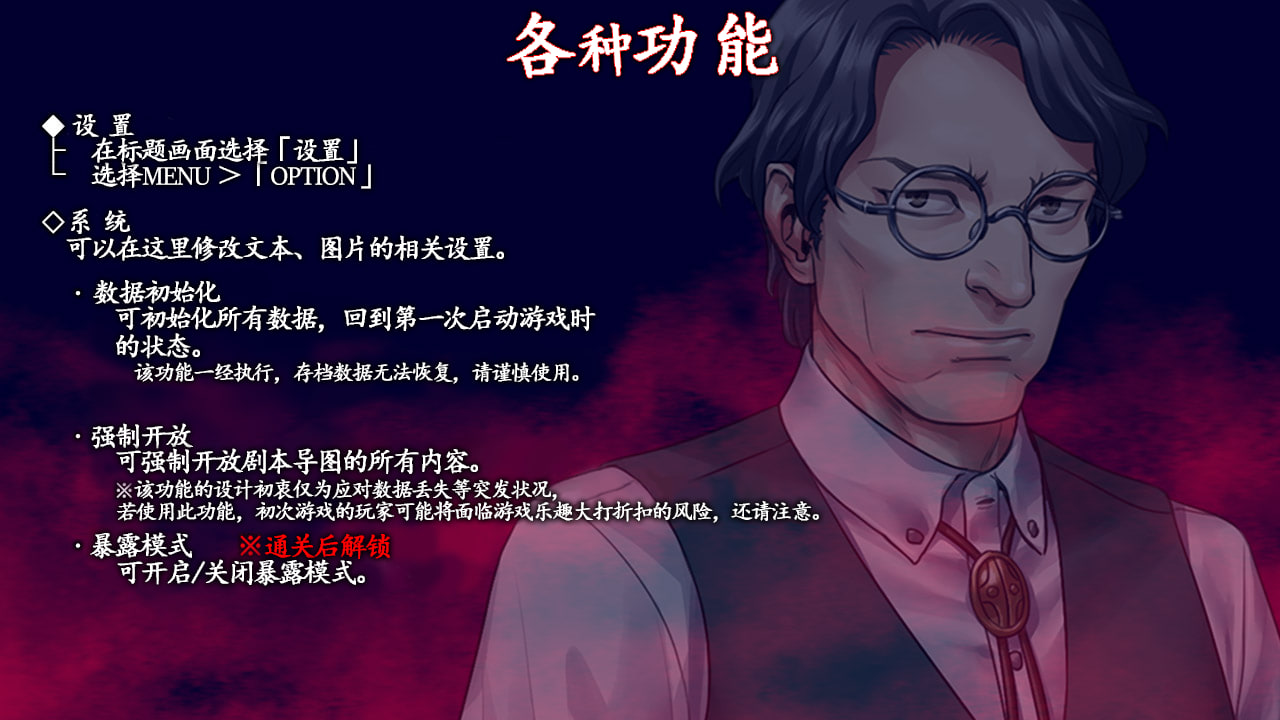 各种功能
◆设置
在标题画面选择「设置」
选择MENU＞「OPTION」
◇系统
可以在这里修改文本、图片的相关设置。
·数据初始化
可初始化所有数据，回到第一次启动游戏时
的状态。
该功能一经执行，存档数据无法恢复，请谨慎使用。
·强制开放
可强制开放剧本导图的所有内容。
※该功能的设计初衷仅为应对数据丢失等突发状况，
若使用此功能，初次游戏的玩家可能将面临游戏乐趣大打折扣的风险，还请注意。
·暴露模式 ※通关后解锁
可开启/关闭暴露模式。